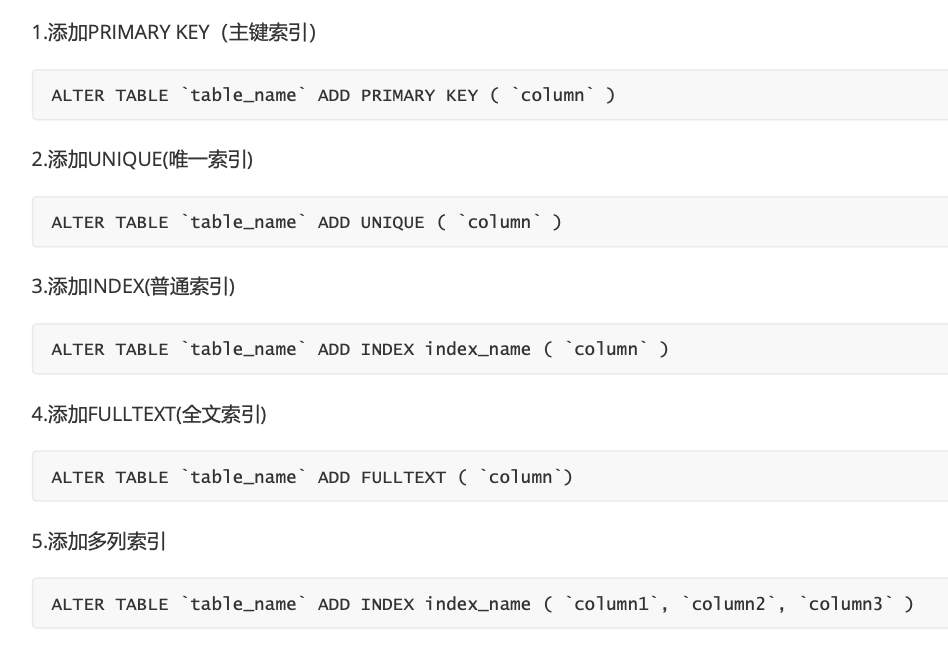 1.添加PRIMARY KEY（主键索引）
ALTER TABLE `table_name` ADD PRIMARY KEY ( `column` )
2.添加UNIQUE(唯一索引)
ALTER TABLE `table_name` ADD UNIQUE ( `column` )
3.添加INDEX(普通索引)
ALTER TABLE `table_name` ADD INDEX index_name ( `column` )
4.添加FULLTEXT(全文索引)
ALTER TABLE `table_name` ADD FULLTEXT ( `column`)
5.添加多列索引
ALTER TABLE `table_name` ADD INDEX index_name ( `column1`, `column2`, `column3` )